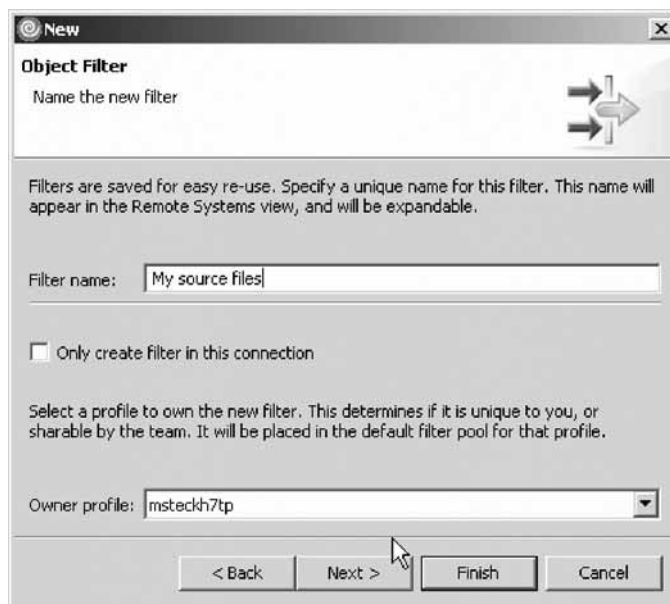 New
Object Filter
Name the new filter
Filters are saved for easy re-use. Specify a unique name for this filter. This name will
appear in the Remote Systems view, and will be expandable.
Filter name: My source files
Only create filter in this connection
Select a profile to own the new filter. This determines if it is unique to you, or
sharable by the team. It will be placed in the default filter pool for that profile.
Owner profile: msteckh7tp
< Back Next > Finish Cancel